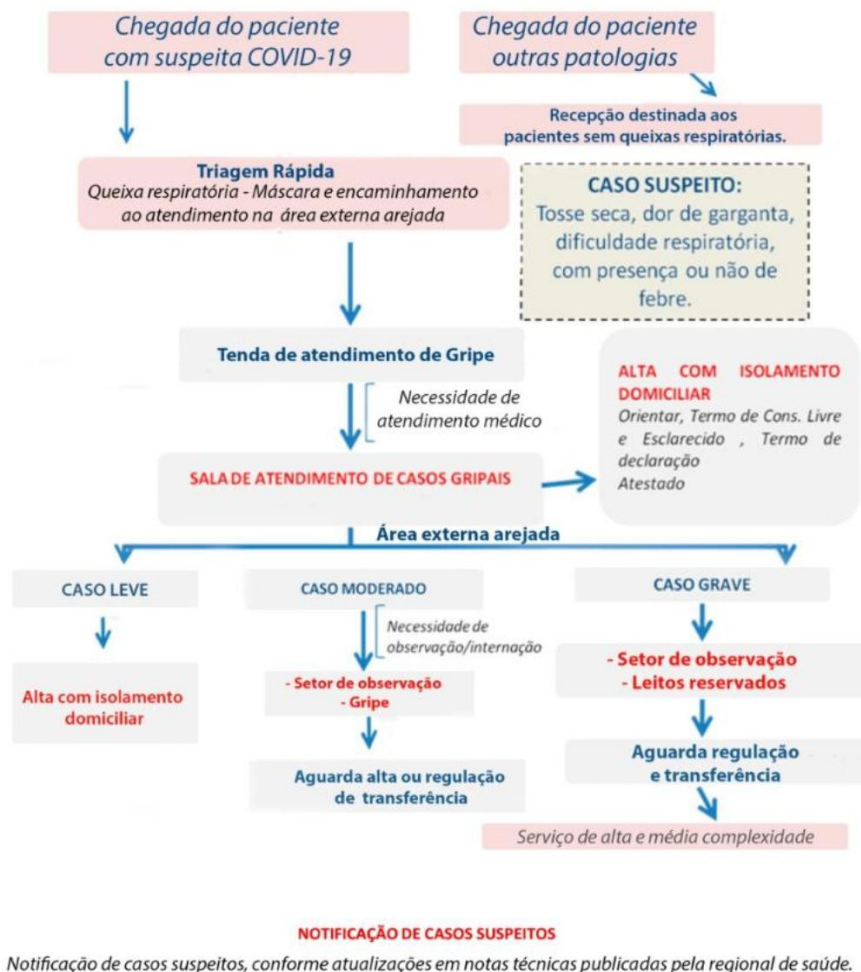 Chegada do paciente
com suspeita COVID-19
Chegada do paciente
outras patologias
Recepção destinada aos
pacientes sem queixas respiratórias.
Triagem Rápida
Queixa respiratória - Máscara e encaminhamento
ao atendimento na área externa arejada
CASO SUSPEITO:
Tosse seca, dor de garganta,
dificuldade respiratória,
com presença ou não de
febre.
Tenda de atendimento de Gripe
Necessidade de
atendimento médico
ALTA COM ISOLAMENTO
DOMICILIAR
Orientar, Termo de Cons. Livre
e Esclarecido , Termo de
declaração
Atestado
SALA DE ATENDIMENTO DE CASOS GRIPAIS
Área externa arejada
CASO LEVE
CASO MODERADO
CASO GRAVE
Necessidade de
observação/internação
Alta com isolamento
domiciliar
- Setor de observação
- Gripe
- Setor de observação
- Leitos reservados
Aguarda alta ou regulação
de transferência
Aguarda regulação
e transferência
Serviço de alta e média complexidade
NOTIFICAÇÃO DE CASOS SUSPEITOS
Notificação de casos suspeitos, conforme atualizações em notas técnicas publicadas pela regional de saúde.